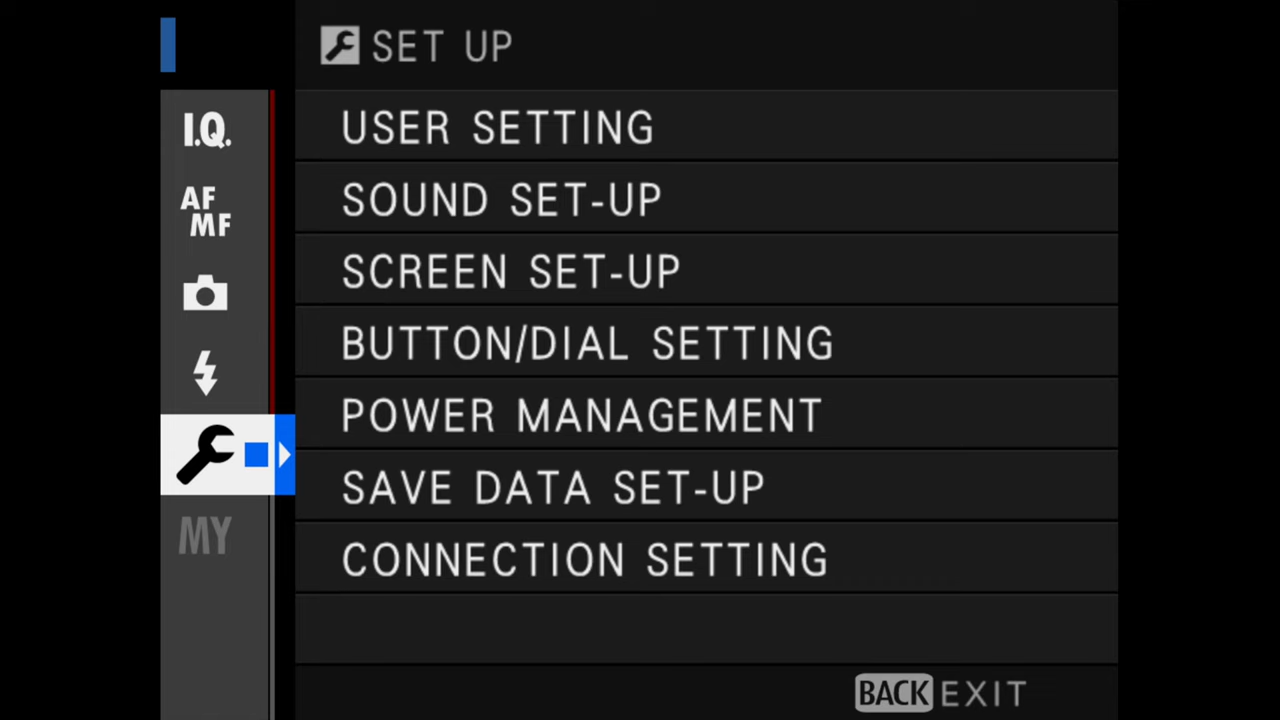 SET UP
I.Q.
AF
MF
MY
USER SETTING
SOUND SET-UP
SCREEN SET-UP
BUTTON/DIAL SETTING
POWER MANAGEMENT
SAVE DATA SET-UP
CONNECTION SETTING
BACK EXIT